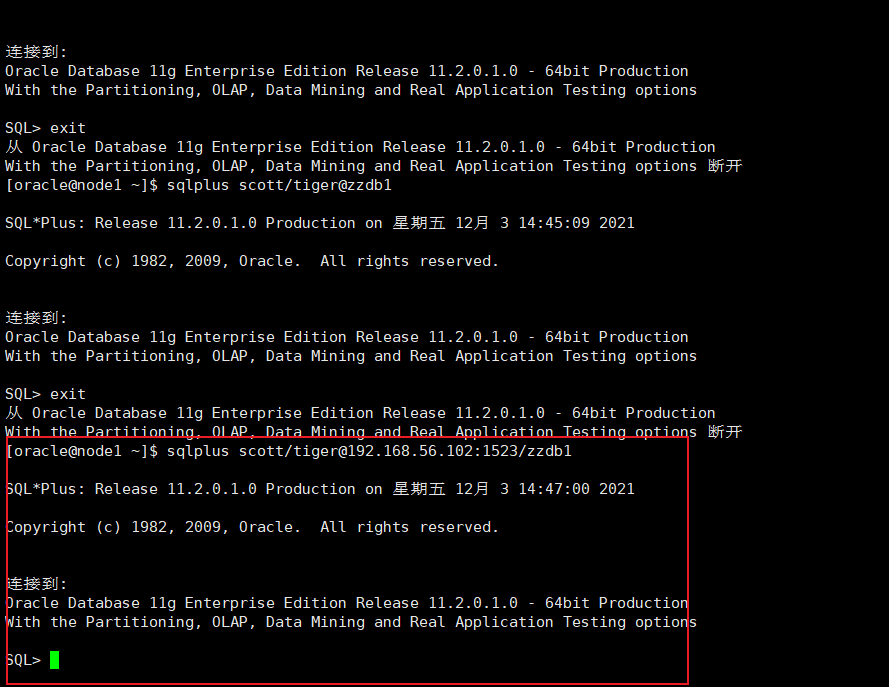 连接到:
Oracle Database 11g Enterprise Edition Release 11.2.0.1.0 - 64bit Production
With the Partitioning, OLAP, Data Mining and Real Application Testing options
SQL> exit
从 Oracle Database 11g Enterprise Edition Release 11.2.0.1.0 - 64bit Production
With the Partitioning, OLAP, Data Mining and Real Application Testing options 断开
[oracle@node1 ~]$ sqlplus scott/tiger@zzdb1
SQL*Plus: Release 11.2.0.1.0 Production on 星期五 12月 3 14:45:09 2021
Copyright (c) 1982, 2009, Oracle.  All rights reserved.
连接到:
Oracle Database 11g Enterprise Edition Release 11.2.0.1.0 - 64bit Production
With the Partitioning, OLAP, Data Mining and Real Application Testing options
SQL> exit
从 Oracle Database 11g Enterprise Edition Release 11.2.0.1.0 - 64bit Production
With the Partitioning, OLAP, Data Mining and Real Application Testing options 断开
[oracle@node1 ~]$ sqlplus scott/tiger@192.168.56.102:1523/zzdb1
SQL*Plus: Release 11.2.0.1.0 Production on 星期五 12月 3 14:47:00 2021
Copyright (c) 1982, 2009, Oracle.  All rights reserved.
连接到:
Oracle Database 11g Enterprise Edition Release 11.2.0.1.0 - 64bit Production
With the Partitioning, OLAP, Data Mining and Real Application Testing options
SQL>